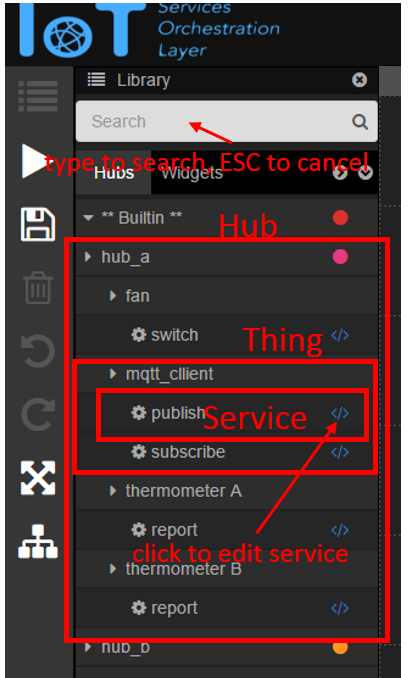 IoT
Services
Orchestration
Layer
Library
Search
type to search, ESC to cancel
Hubs
Widgets
** Builtin **
Hub
hub_a
fan
switch
</>
Thing
mqtt_cllient
publish
Service
</>
subscribe
</>
thermometer A
report
</>
click to edit service
thermometer B
report
</>
hub_b